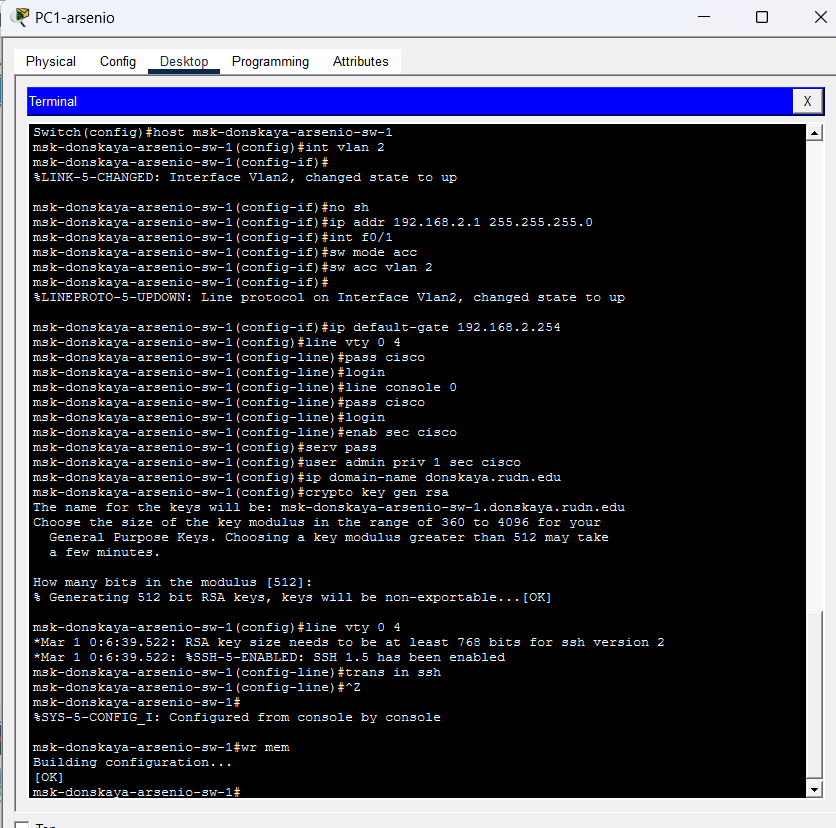 PC1-arsenio
Physical Config Desktop Programming Attributes
Terminal X
Switch(config)#host msk-donskaya-arsenio-sw-1
msk-donskaya-arsenio-sw-1(config)#int vlan 2
msk-donskaya-arsenio-sw-1(config-if)#
%LINK-5-CHANGED: Interface Vlan2, changed state to up
msk-donskaya-arsenio-sw-1(config-if)#no sh
msk-donskaya-arsenio-sw-1(config-if)#ip addr 192.168.2.1 255.255.255.0
msk-donskaya-arsenio-sw-1(config-if)#int f0/1
msk-donskaya-arsenio-sw-1(config-if)#sw mode acc
msk-donskaya-arsenio-sw-1(config-if)#sw acc vlan 2
msk-donskaya-arsenio-sw-1(config-if)#
%LINEPROTO-5-UPDOWN: Line protocol on Interface Vlan2, changed state to up
msk-donskaya-arsenio-sw-1(config-if)#ip default-gate 192.168.2.254
msk-donskaya-arsenio-sw-1(config)#line vty 0 4
msk-donskaya-arsenio-sw-1(config-line)#pass cisco
msk-donskaya-arsenio-sw-1(config-line)#login
msk-donskaya-arsenio-sw-1(config-line)#line console 0
msk-donskaya-arsenio-sw-1(config-line)#pass cisco
msk-donskaya-arsenio-sw-1(config-line)#login
msk-donskaya-arsenio-sw-1(config-line)#enab sec cisco
msk-donskaya-arsenio-sw-1(config)#serv pass
msk-donskaya-arsenio-sw-1(config)#user admin priv 1 sec cisco
msk-donskaya-arsenio-sw-1(config)#ip domain-name donskaya.rudn.edu
msk-donskaya-arsenio-sw-1(config)#crypto key gen rsa
The name for the keys will be: msk-donskaya-arsenio-sw-1.donskaya.rudn.edu
Choose the size of the key modulus in the range of 360 to 4096 for your
General Purpose Keys. Choosing a key modulus greater than 512 may take
a few minutes.
How many bits in the modulus [512]:
% Generating 512 bit RSA keys, keys will be non-exportable...[OK]
msk-donskaya-arsenio-sw-1(config)#line vty 0 4
*Mar 1 0:6:39.522: RSA key size needs to be at least 768 bits for ssh version 2
*Mar 1 0:6:39.522: %SSH-5-ENABLED: SSH 1.5 has been enabled
msk-donskaya-arsenio-sw-1(config-line)#trans in ssh
msk-donskaya-arsenio-sw-1(config-line)#^Z
msk-donskaya-arsenio-sw-1#
%SYS-5-CONFIG_I: Configured from console by console
msk-donskaya-arsenio-sw-1#wr mem
Building configuration...
[OK]
msk-donskaya-arsenio-sw-1#